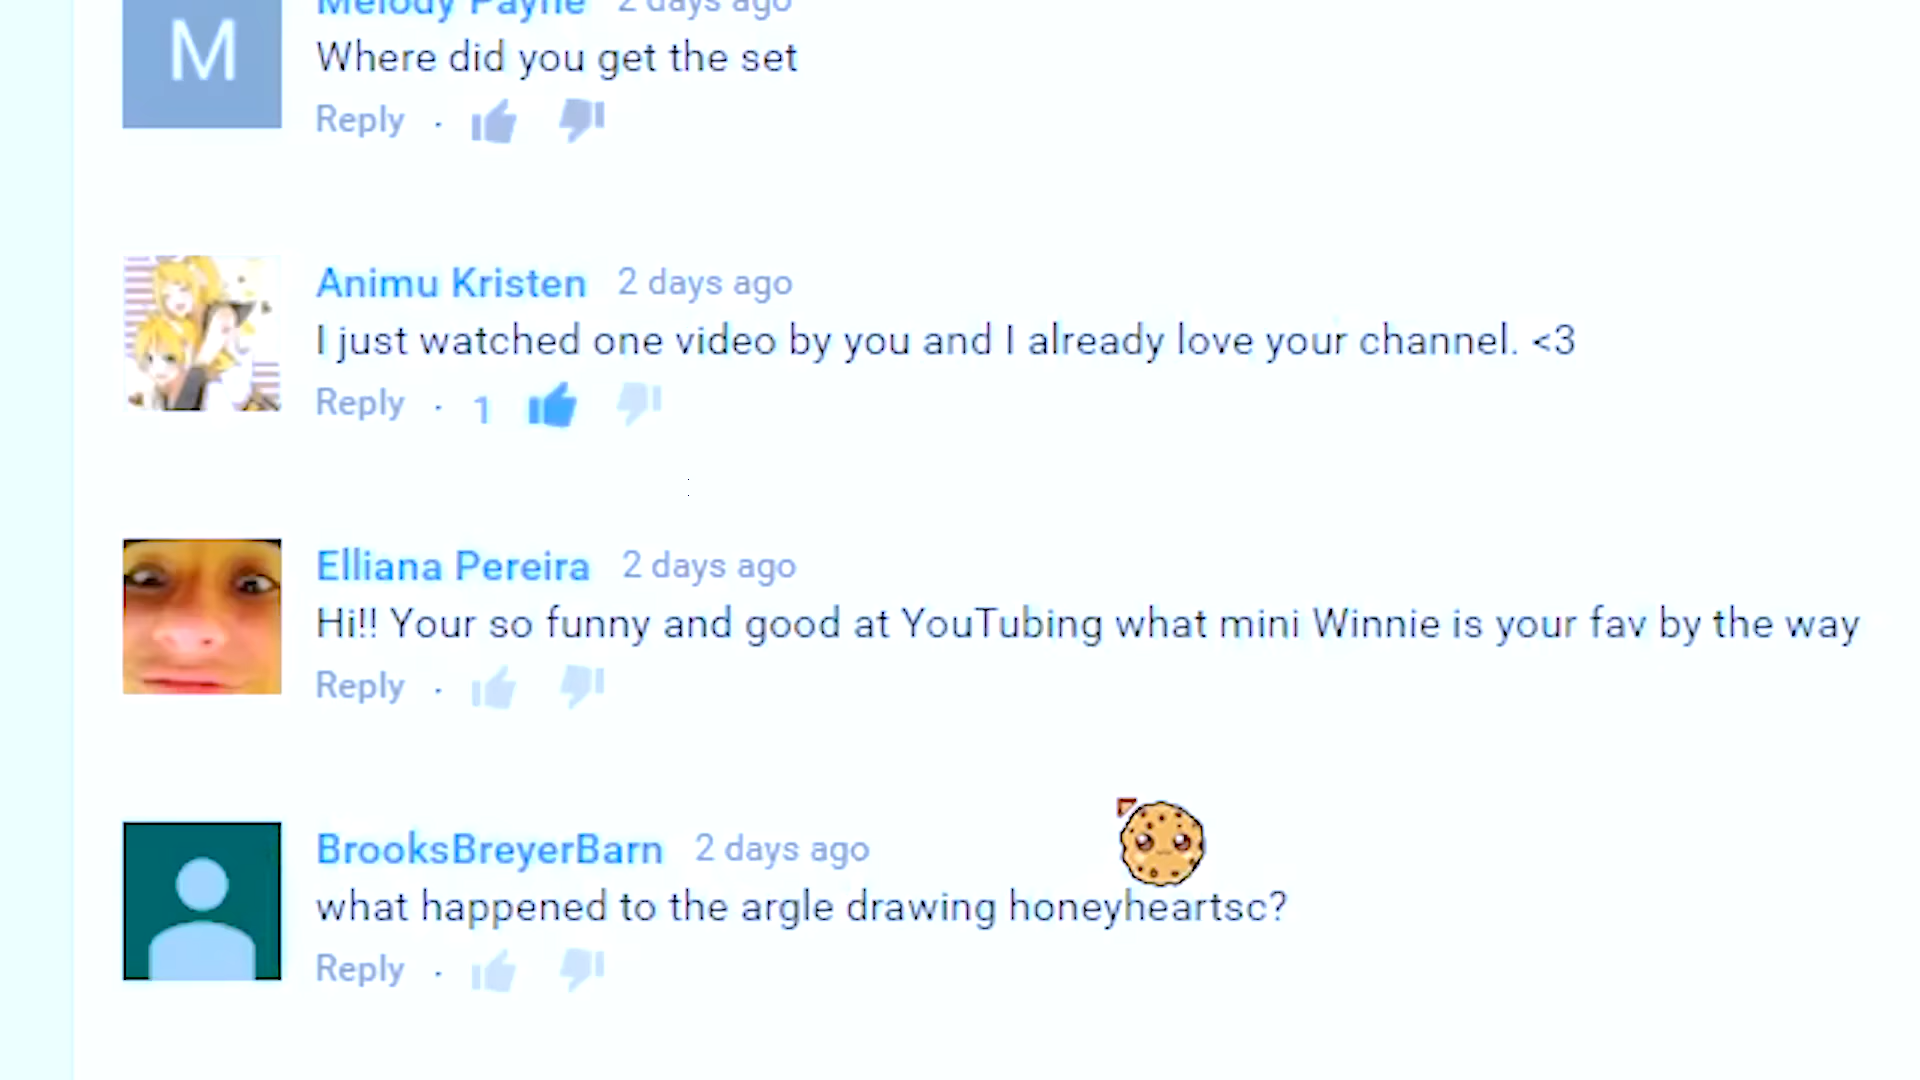 M
Melody Payne 2 days ago
Where did you get the set
Reply
Animu Kristen 2 days ago
I just watched one video by you and I already love your channel. <3
Reply · 1
Elliana Pereira 2 days ago
Hi!! Your so funny and good at YouTubing what mini Winnie is your fav by the way
Reply
BrooksBreyerBarn 2 days ago
what happened to the argle drawing honeyheartsc?
Reply